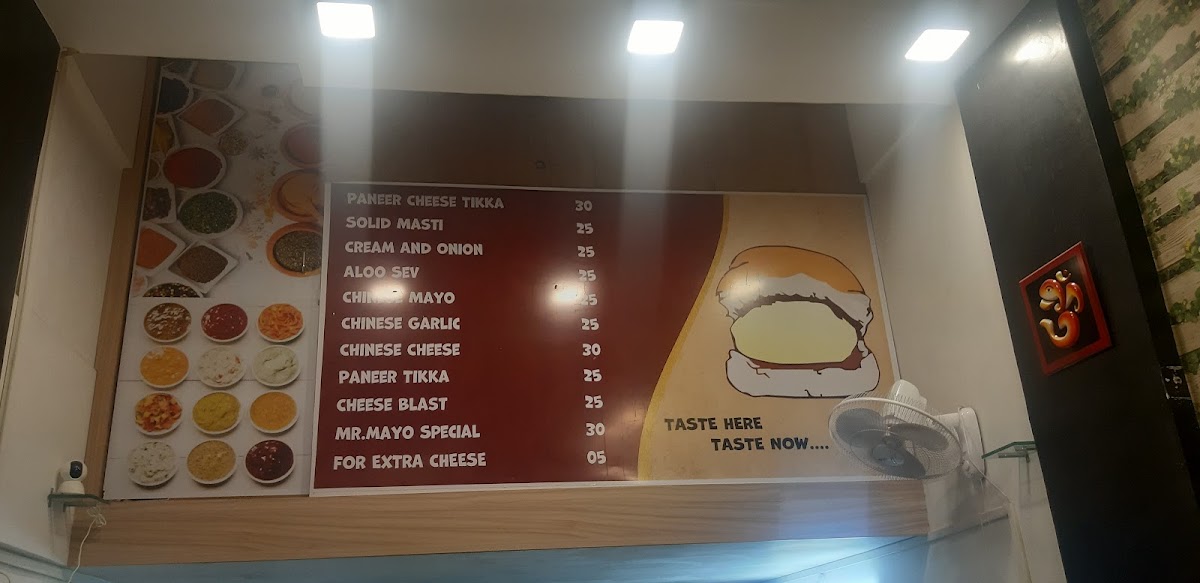 PANEER CHEESE TIKKA 30
SOLID MASTI 25
CREAM AND ONION 25
ALOO SEV 25
CHINESE MAYO 25
CHINESE GARLIC 25
CHINESE CHEESE 30
PANEER TIKKA 25
CHEESE BLAST 25
MR.MAYO SPECIAL 30
FOR EXTRA CHEESE 05
TASTE HERE
TASTE NOW....